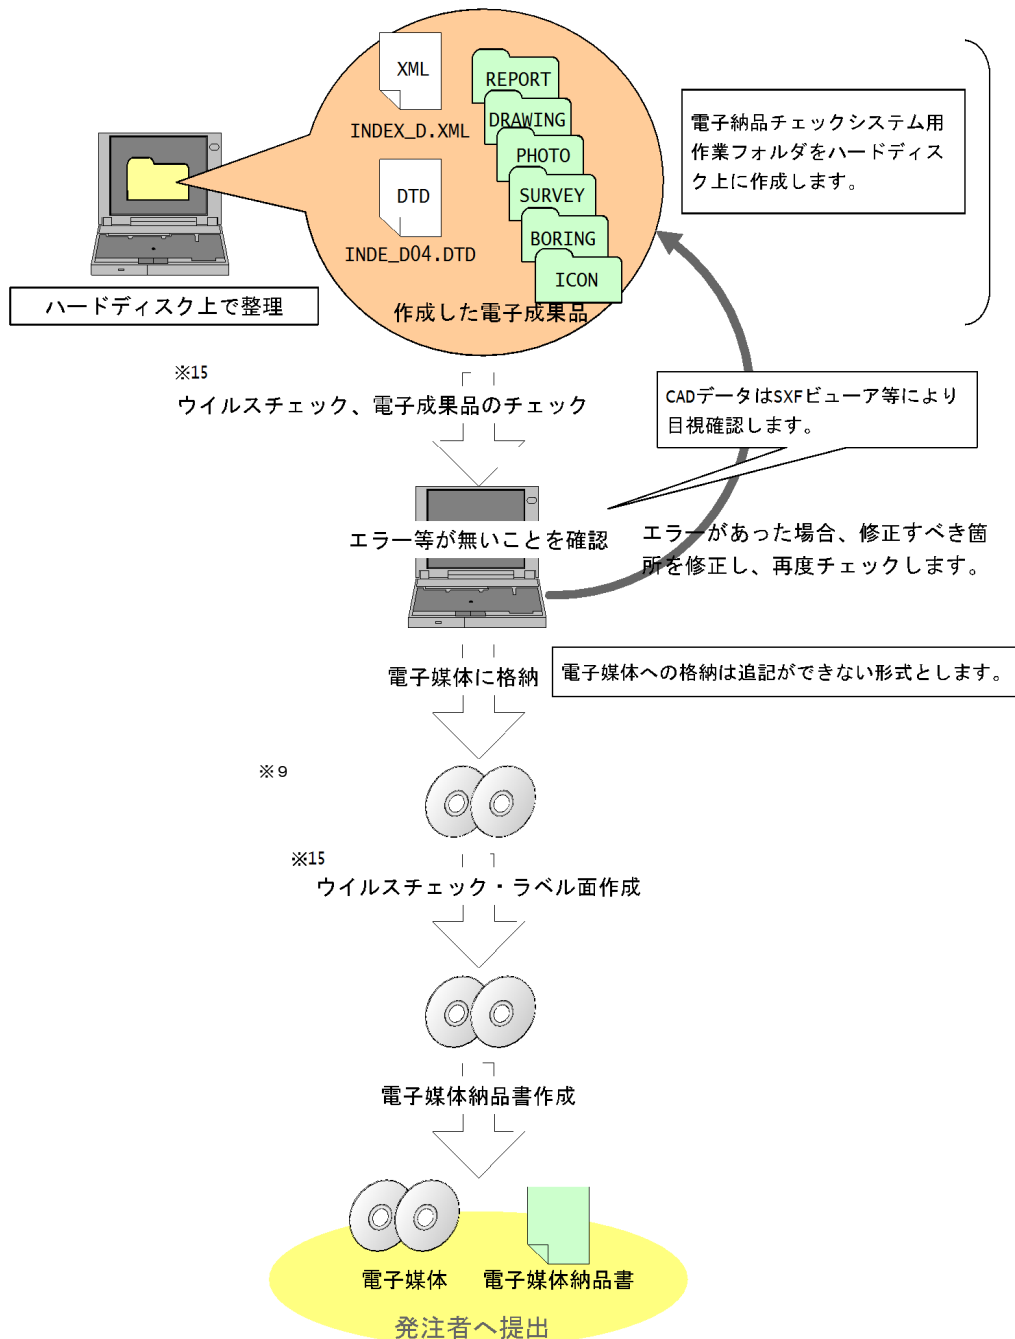 XML
INDEX_D.XML
DTD
INDE_D04.DTD
REPORT
DRAWING
PHOTO
SURVEY
BORING
ICON
作成した電子成果品
ハードディスク上で整理
電子納品チェックシステム用
作業フォルダをハードディス
ク上に作成します。
※15
ウイルスチェック、電子成果品のチェック
CADデータはSXFビューア等により
目視確認します。
エラー等が無いことを確認
エラーがあった場合、修正すべき箇
所を修正し、再度チェックします。
電子媒体に格納
電子媒体への格納は追記ができない形式とします。
※９
※15
ウイルスチェック・ラベル面作成
電子媒体納品書作成
電子媒体
電子媒体納品書
発注者へ提出